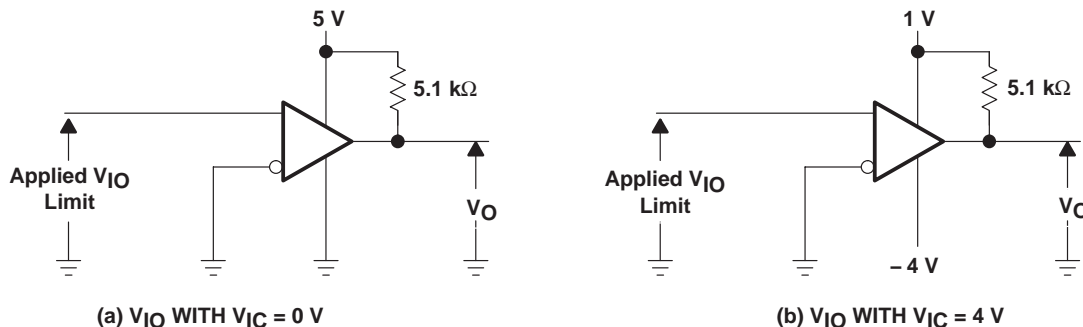 5 V
5.1 kΩ
Applied VIO
Limit
VO
(a) VIO WITH VIC = 0 V
1 V
5.1 kΩ
Applied VIO
Limit
VO
– 4 V
(b) VIO WITH VIC = 4 V